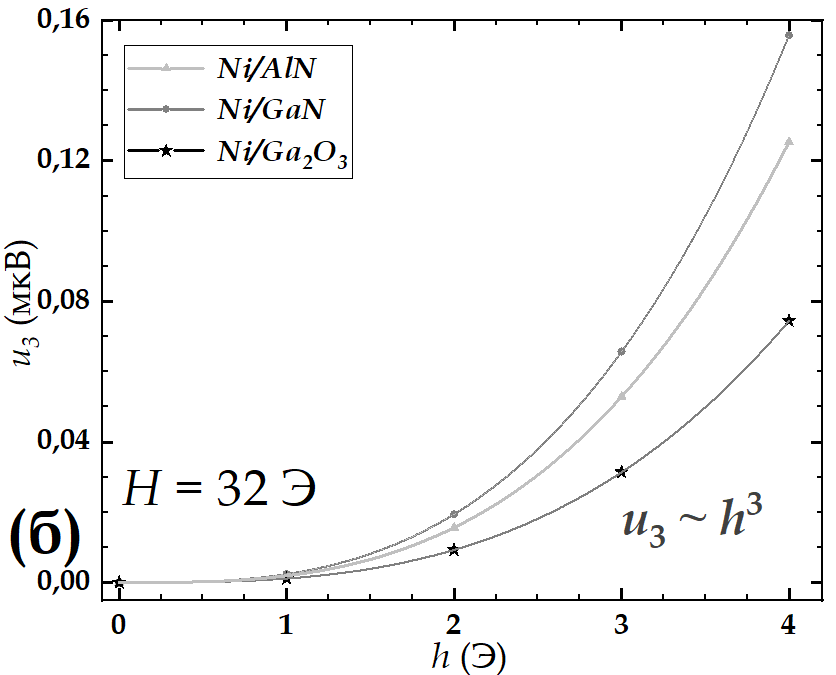 0,16
0,12
0,08
0,04
0,00
u₃ (мкВ)
Ni/AlN
Ni/GaN
Ni/Ga₂O₃
H = 32 Э
(б)
u₃ ~ h³
0 1 2 3 4
h (Э)